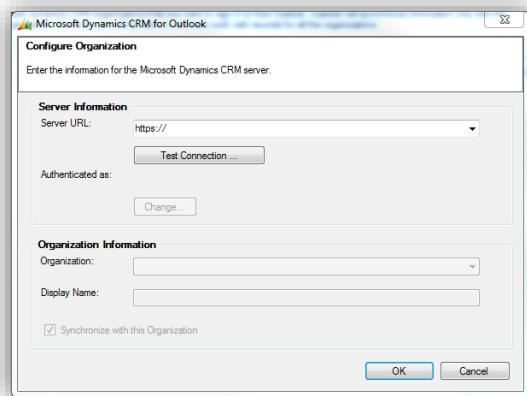 Microsoft Dynamics CRM for Outlook
Configure Organization
Enter the information for the Microsoft Dynamics CRM server.
Server Information
Server URL:
https://
Test Connection ...
Authenticated as:
Change...
Organization Information
Organization:
Display Name:
Synchronize with this Organization
OK
Cancel